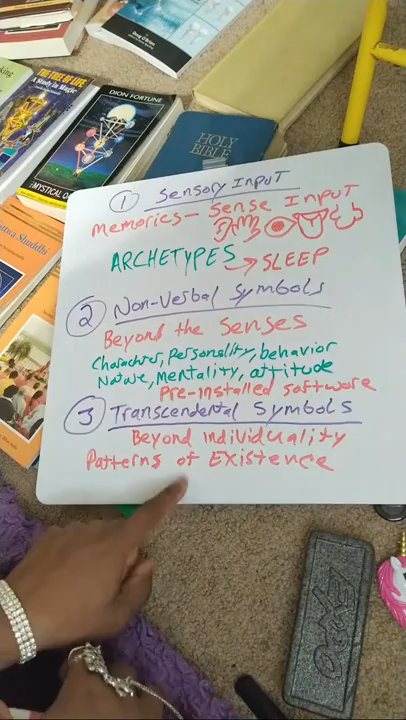 HOLY
BIBLE
THE TREE OF LIFE
A Study in Magic
DION FORTUNE
MYSTICAL
1 Sensory Input
Memories - Sense Input
ARCHETYPES → SLEEP
2 Non-Verbal Symbols
Beyond the Senses
Character, Personality, behavior
Nature, Mentality, attitude
Pre-installed software
3 Transcendental Symbols
Beyond individuality
Patterns of Existence
EXPO